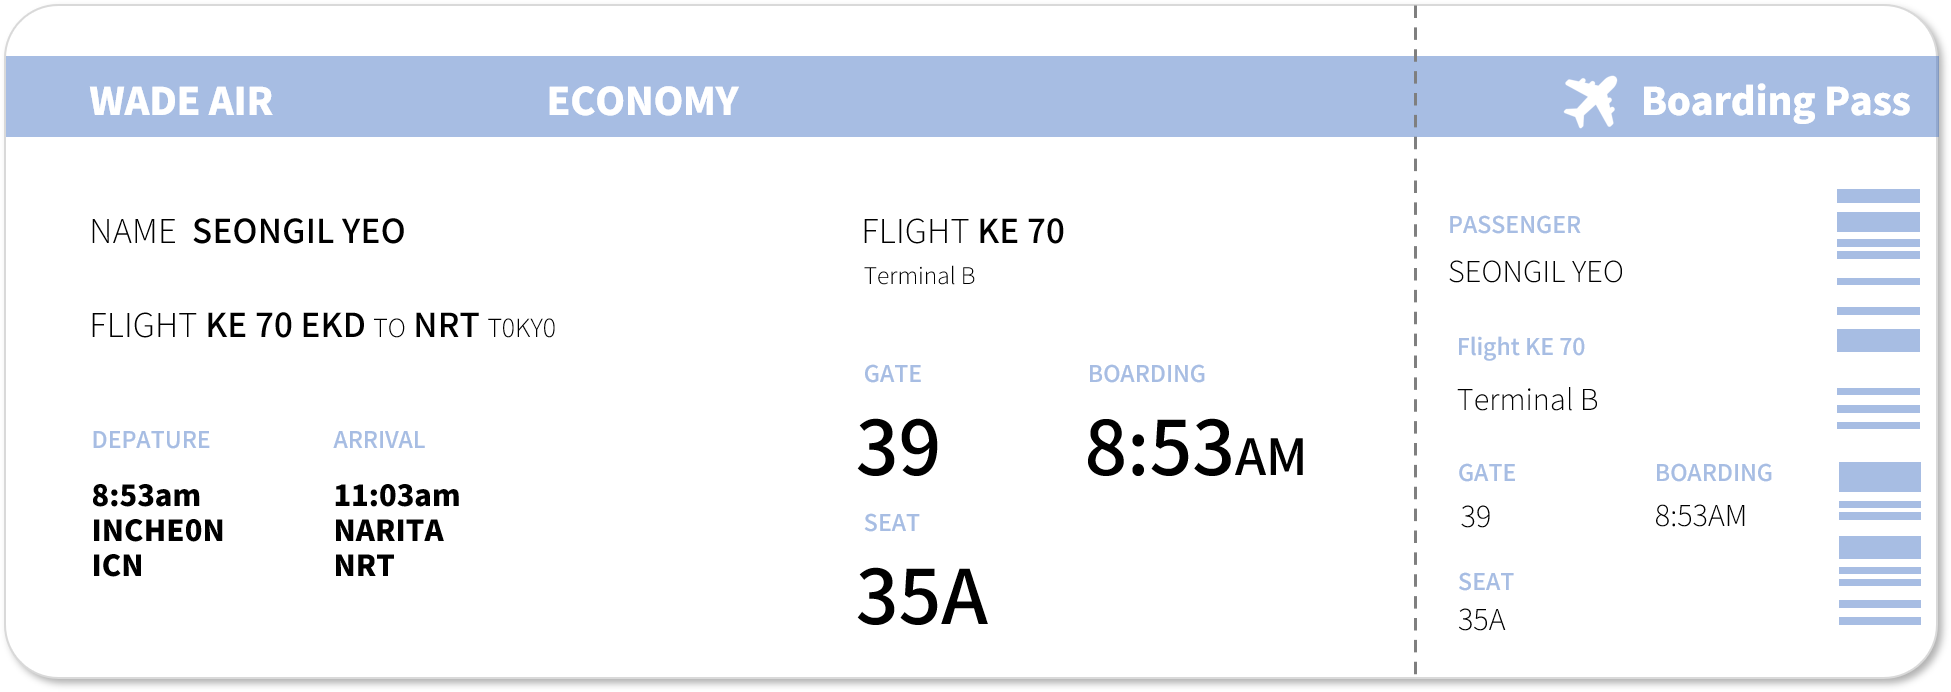 WADE AIR ECONOMY Boarding Pass
NAME SEONGIL YEO
FLIGHT KE 70 EKD TO NRT T0KY0
DEPATURE ARRIVAL
8:53am 11:03am
INCHE0N NARITA
ICN NRT
FLIGHT KE 70
Terminal B
GATE BOARDING
39 8:53AM
SEAT
35A
PASSENGER
SEONGIL YEO
Flight KE 70
Terminal B
GATE BOARDING
39 8:53AM
SEAT
35A